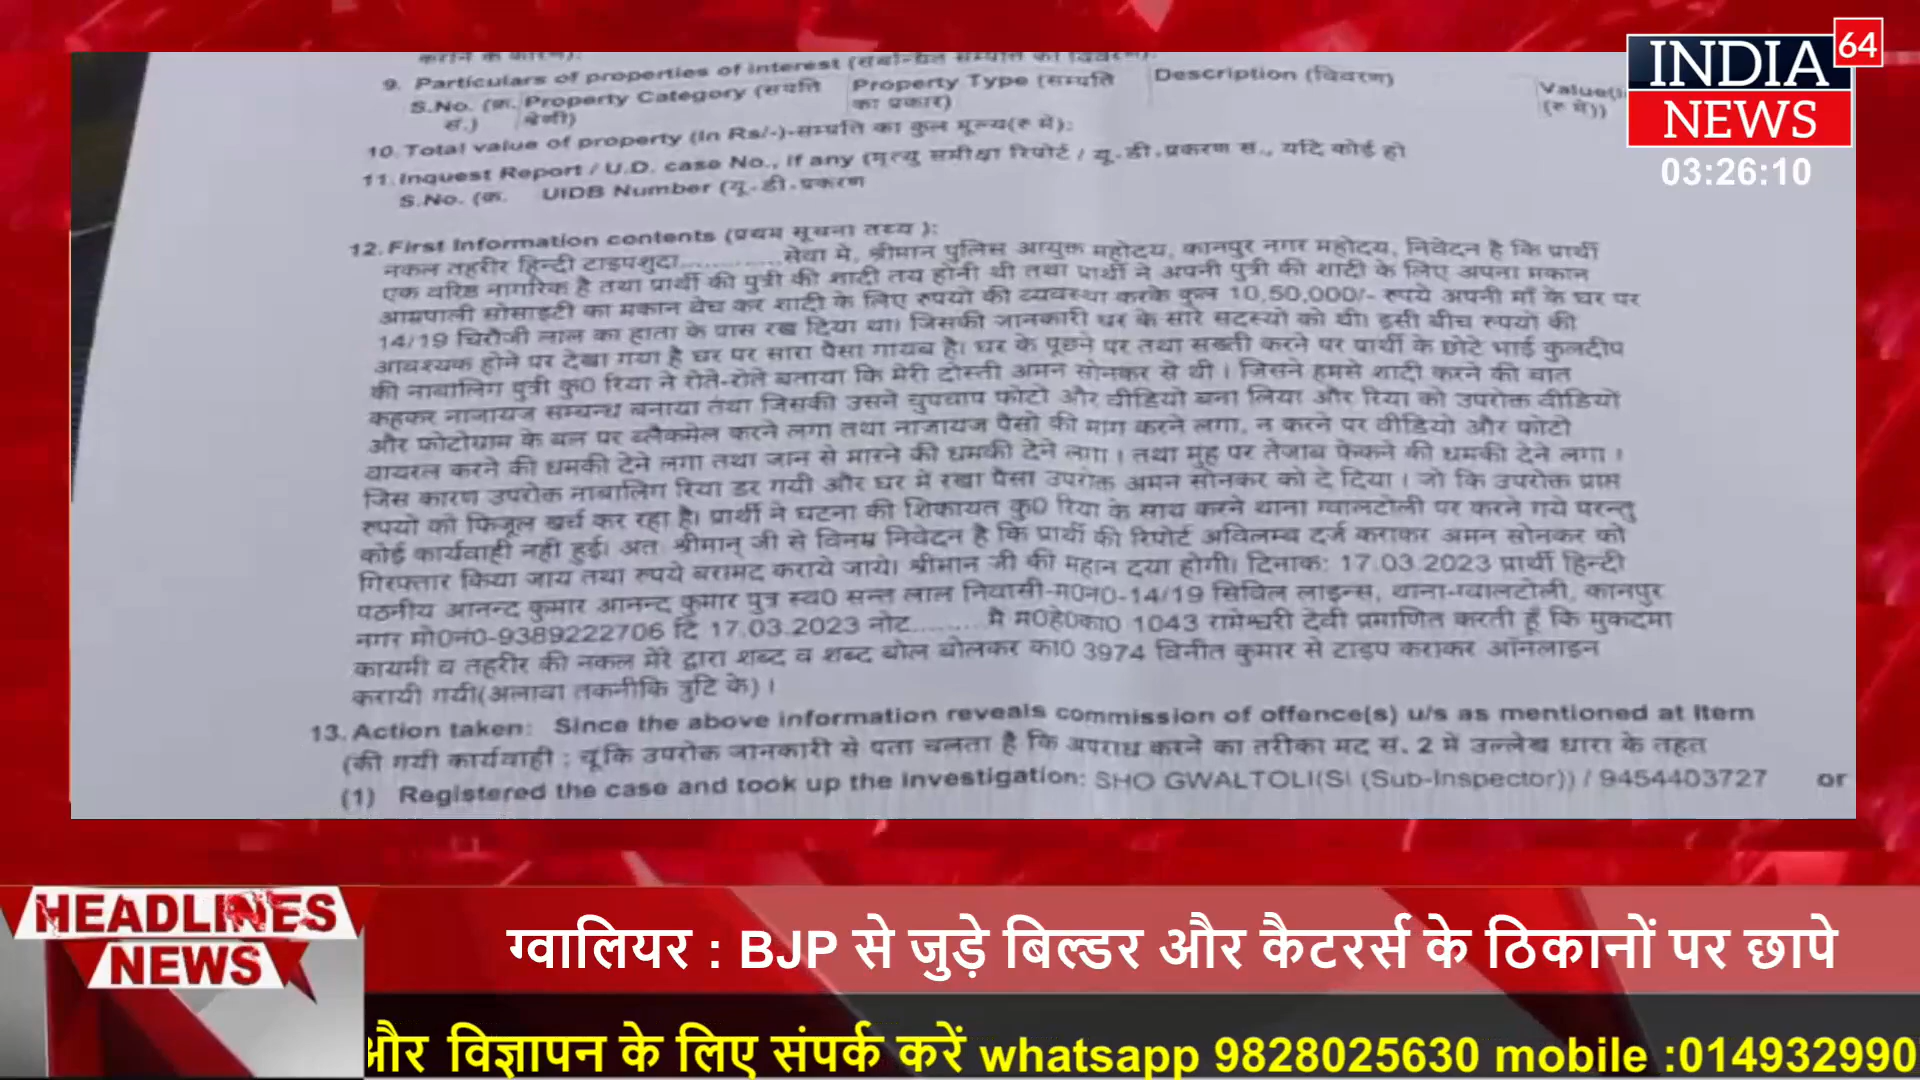 9. Particulars of properties of interest (संबन्धित सम्पत्ति का विवरण):
S.No. (क्र. सं.) Property Category (सपत्ति श्रेणी) Property Type (सम्पति का प्रकार) Description (विवरण) (रु में))
10. Total value of property (In Rs/-)-सम्पत्ति का कुल मूल्य(रु में):
11. Inquest Report / U.D. case No., if any (मृत्यु समीक्षा रिपोर्ट / यू.डी.प्रकरण सं., यदि कोई हो
S.No. (क्र. UIDB Number (यू.डी.प्रकरण
12. First Information contents (प्रथम सूचना तथ्य ):
नकल तहरीर हिन्दी टाइपशुदा.............सेवा मे, श्रीमान पुलिस आयुक्त महोदय, कानपुर नगर महोदय, निवेदन है कि प्रार्थी
एक वरिष्ठ नागरिक है तथा प्रार्थी की पुत्री की शादी तय होनी थी तथा प्रार्थी ने अपनी पुत्री की शादी के लिए अपना मकान
आम्रपाली सोसाइटी का मकान बेच कर शादी के लिए रुपयो की व्यवस्था करके कुल 10,50,000/- रुपये अपनी माँ के घर पर
14/19 चिरौजी लाल का हाता के पास रख दिया था। जिसकी जानकारी घर के सारे सदस्यो को थी। इसी बीच रुपयों की
आवश्यक होने पर देखा गया है घर पर सारा पैसा गायब है। घर के पूछने पर तथा सख्ती करने पर प्रार्थी के छोटे भाई कुलदीप
की नाबालिग पुत्री कु0 रिया ने रोते-रोते बताया कि मेरी दोस्ती अमन सोनकर से थी । जिसने हमसे शादी करने की बात
कहकर नाजायज सम्बन्ध बनाया तथा जिसकी उसने चुपचाप फोटो और वीडियो बना लिया और रिया को उपरोक्त वीडियो
और फोटोग्राम के बल पर ब्लैकमेल करने लगा तथा नाजायज पैसो की मांग करने लगा, न करने पर वीडियो और फोटो
वायरल करने की धमकी देने लगा तथा जान से मारने की धमकी देने लगा । तथा मुह पर तेजाब फेकने की धमकी देने लगा ।
जिस कारण उपरोक्त नाबालिग रिया डर गयी और घर में रखा पैसा उपरोक्त अमन सोनकर को दे दिया । जो कि उपरोक्त प्राप्त
रुपयो को फिजूल खर्च कर रहा है। प्रार्थी ने घटना की शिकायत कु0 रिया के साथ करने थाना ग्वालटोली पर करने गये परन्तु
कोई कार्यवाही नही हुई। अतः श्रीमान् जी से विनम्र निवेदन है कि प्रार्थी की रिपोर्ट अविलम्ब दर्ज कराकर अमन सोनकर को
गिरफ्तार किया जाय तथा रुपये बरामद कराये जाये। श्रीमान जी की महान दया होगी। दिनाक: 17.03.2023 प्रार्थी हिन्दी
पठनीय आनन्द कुमार आनन्द कुमार पुत्र स्व0 सन्त लाल निवासी-म0न0-14/19 सिविल लाइन्स, थाना-ग्वालटोली, कानपुर
नगर मो0नं0-9389222706 दि 17.03.2023 नोट........मै म0हे0का0 1043 रामेश्वरी देवी प्रमाणित करती हूँ कि मुकदमा
कायमी व तहरीर की नकल मेरे द्वारा शब्द व शब्द बोल बोलकर का0 3974 विनीत कुमार से टाइप कराकर ऑनलाइन
करायी गयी(अलावा तकनीकि त्रुटि के) ।
13. Action taken: Since the above information reveals commission of offence(s) u/s as mentioned at Item
(की गयी कार्यवाही : चूंकि उपरोक्त जानकारी से पता चलता है कि अपराध करने का तरीका मद सं. 2 में उल्लेख धारा के तहत
(1) Registered the case and took up the investigation: SHO GWALTOLI(SI (Sub-Inspector)) / 9454403727 or
INDIA 64
NEWS
03:26:10
HEADLINES
NEWS
ग्वालियर : BJP से जुड़े बिल्डर और कैटरर्स के ठिकानों पर छापे
और विज्ञापन के लिए संपर्क करें whatsapp 9828025630 mobile :014932990